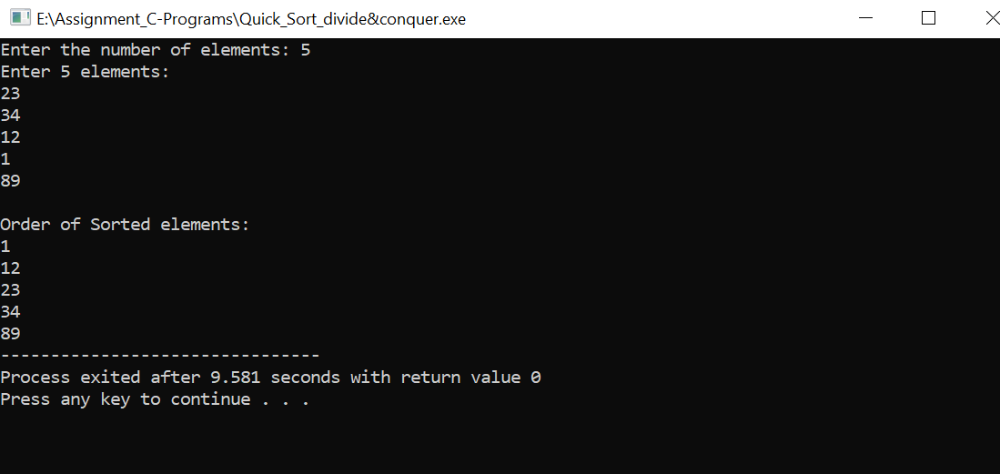 E:\Assignment_C-Programs\Quick_Sort_divide&conquer.exe
Enter the number of elements: 5
Enter 5 elements:
23
34
12
1
89

Order of Sorted elements:
1
12
23
34
89
--------------------------------
Process exited after 9.581 seconds with return value 0
Press any key to continue . . .